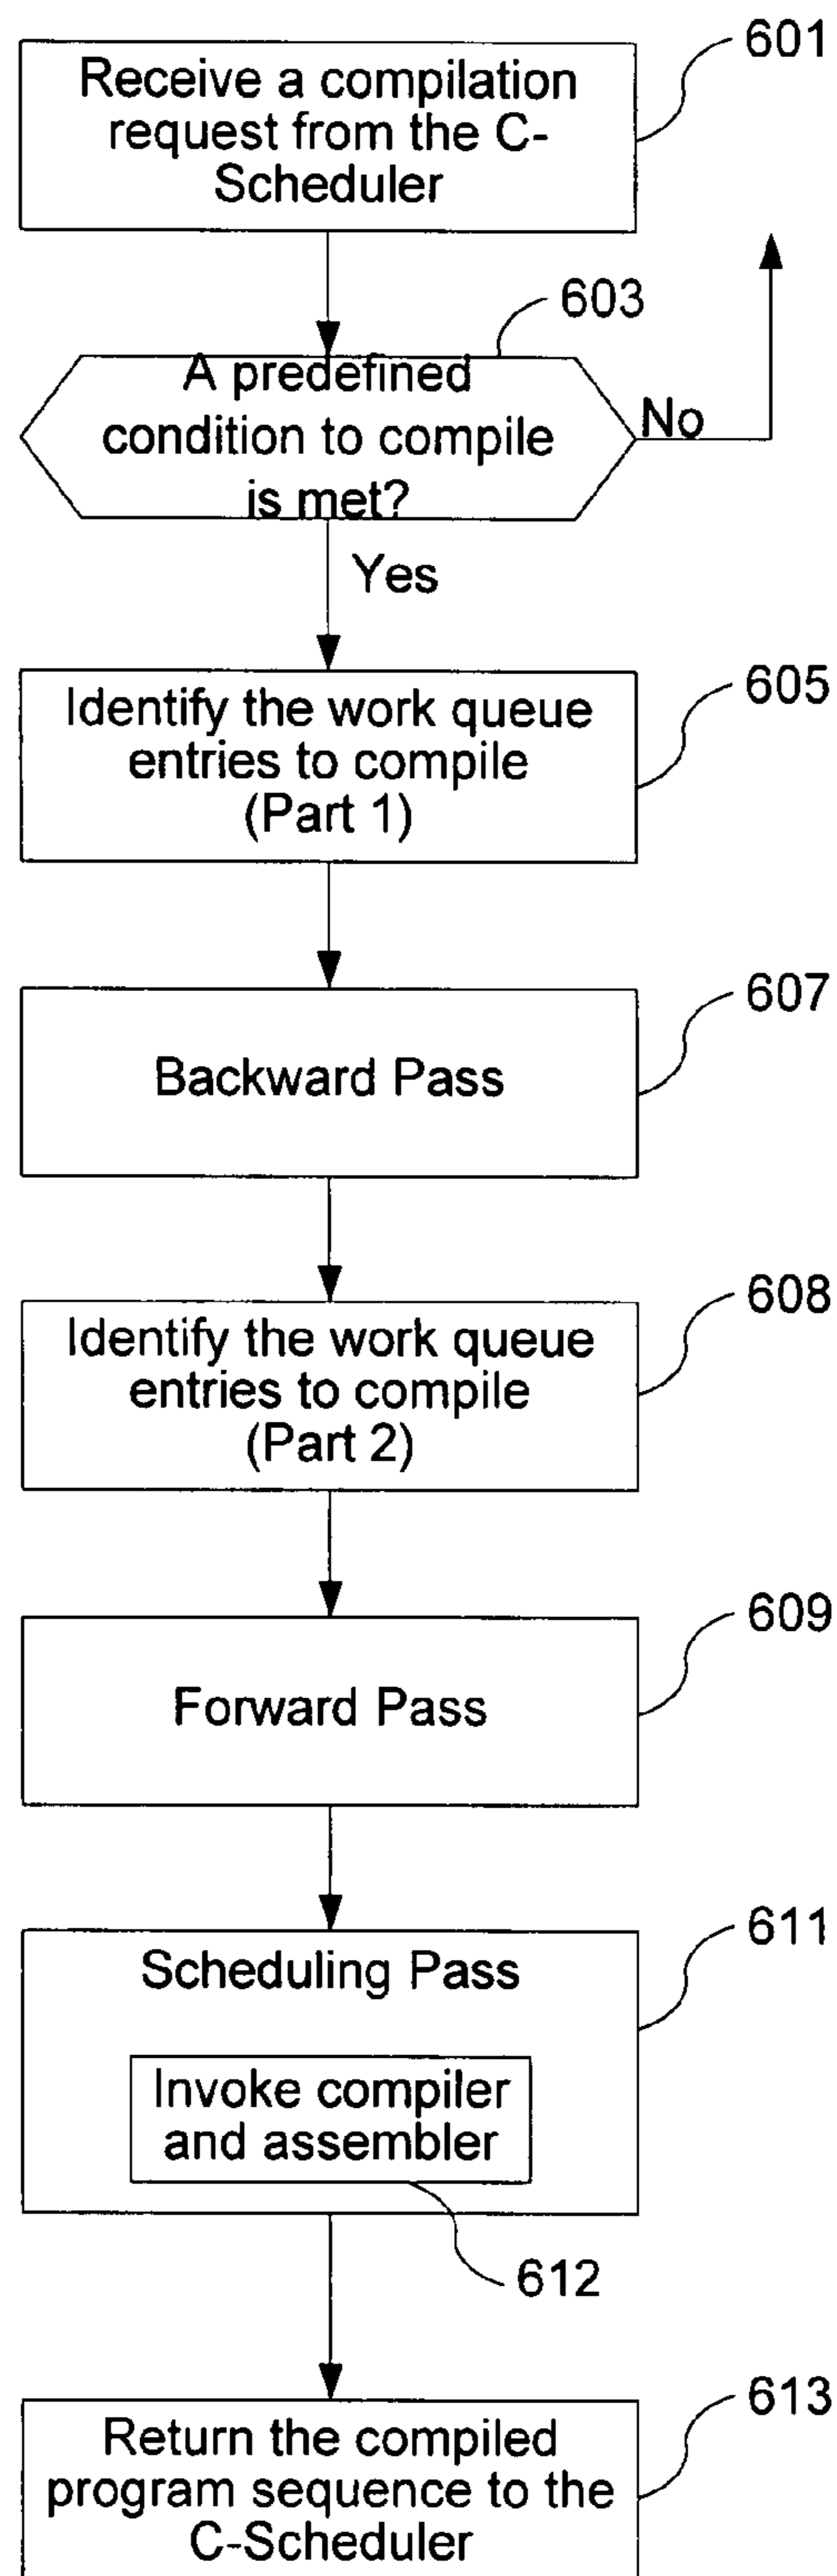 601
Receive a compilation
request from the C-
Scheduler
603
A predefined
condition to compile
is met?
No
Yes
605
Identify the work queue
entries to compile
(Part 1)
607
Backward Pass
608
Identify the work queue
entries to compile
(Part 2)
609
Forward Pass
611
Scheduling Pass
Invoke compiler
and assembler
612
613
Return the compiled
program sequence to the
C-Scheduler